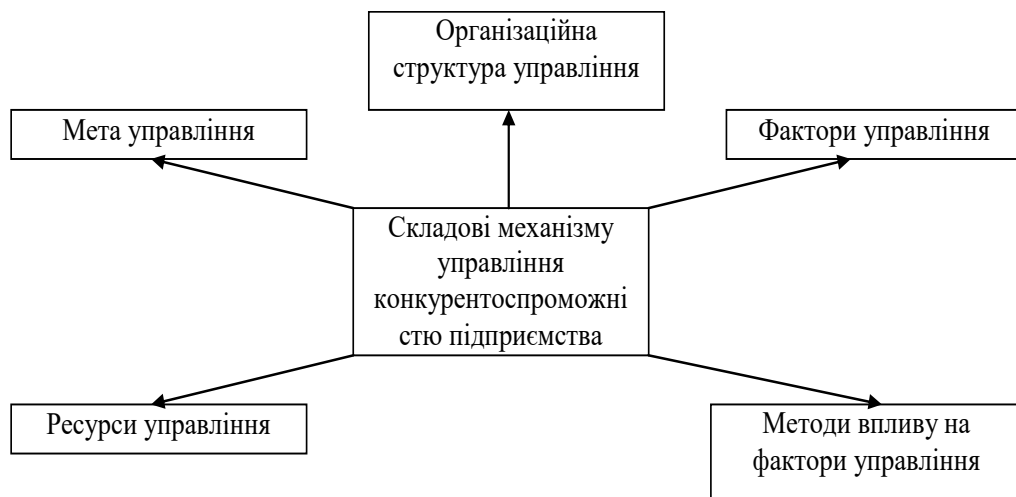 Організаційна
структура управління
Мета управління
Фактори управління
Складові механізму
управління
конкурентоспроможні
стю підприємства
Ресурси управління
Методи впливу на
фактори управління